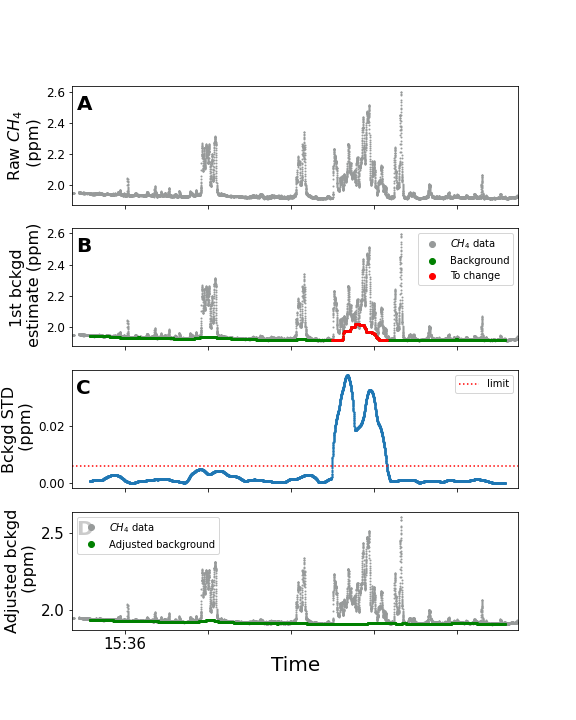 A
Raw CH4
(ppm)
2.6
2.4
2.2
2.0
B
1st bckgd
estimate (ppm)
2.6
2.4
2.2
2.0
CH4 data
Background
To change
C
Bckgd STD
(ppm)
0.02
0.00
limit
D
Adjusted bckgd
(ppm)
2.5
2.0
CH4 data
Adjusted background
15:36
Time